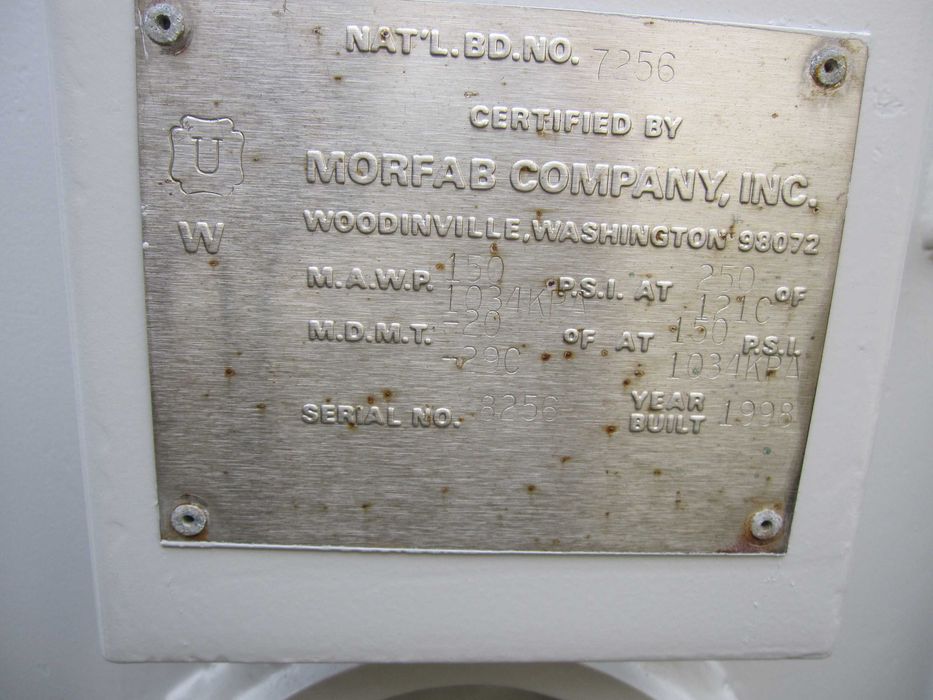 NAT'L.BD.NO. 7256
CERTIFIED BY
U
MORFAB COMPANY, INC.
W
WOODINVILLE, WASHINGTON 98072
M.A.W.P. 150 P.S.I. AT 250 °F
1034KPA 121C
M.D.M.T. -20 °F AT 150 P.S.I.
-29C 1034KPA
SERIAL NO. 8256 YEAR BUILT 1998